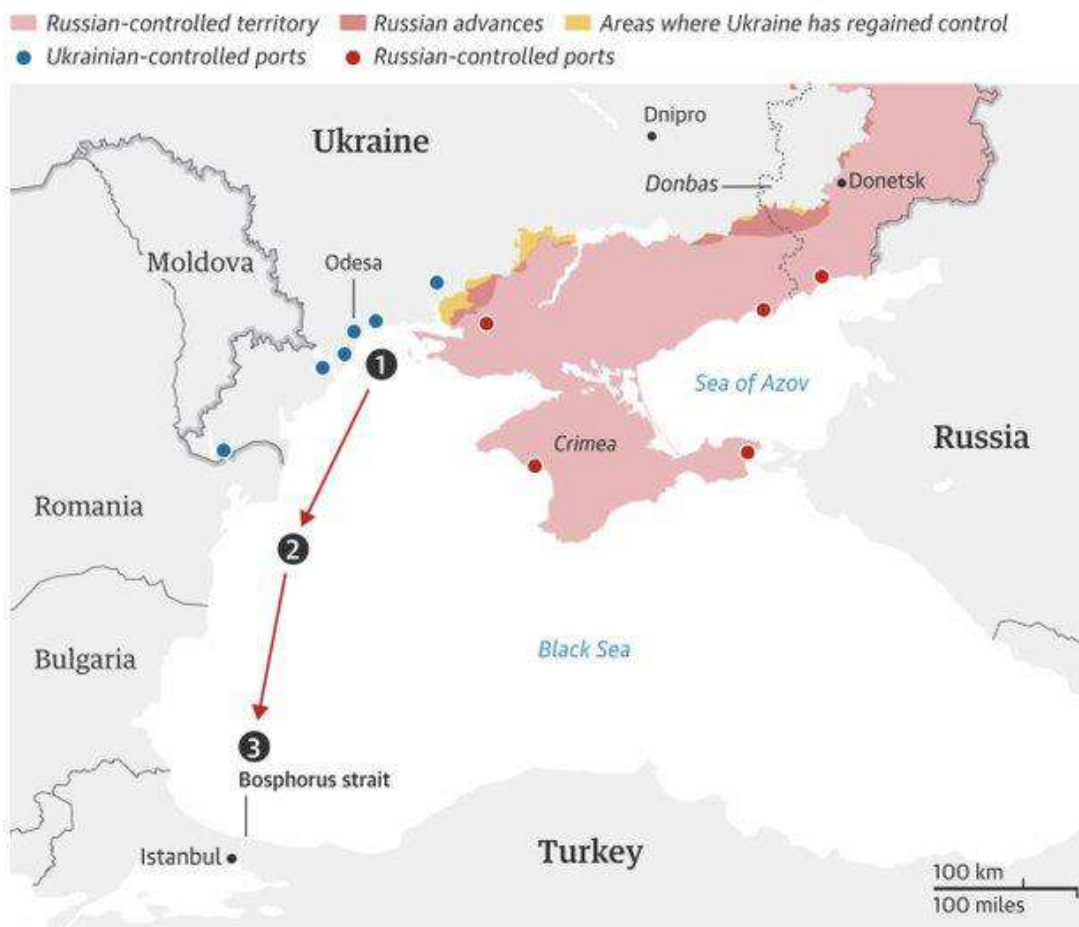 Russian-controlled territory Russian advances Areas where Ukraine has regained control
Ukrainian-controlled ports Russian-controlled ports
Ukraine
Dnipro
Donbas
Donetsk
Moldova
Odesa
1
Sea of Azov
Crimea
Russia
Romania
2
Black Sea
Bulgaria
3
Bosphorus strait
Istanbul
Turkey
100 km
100 miles